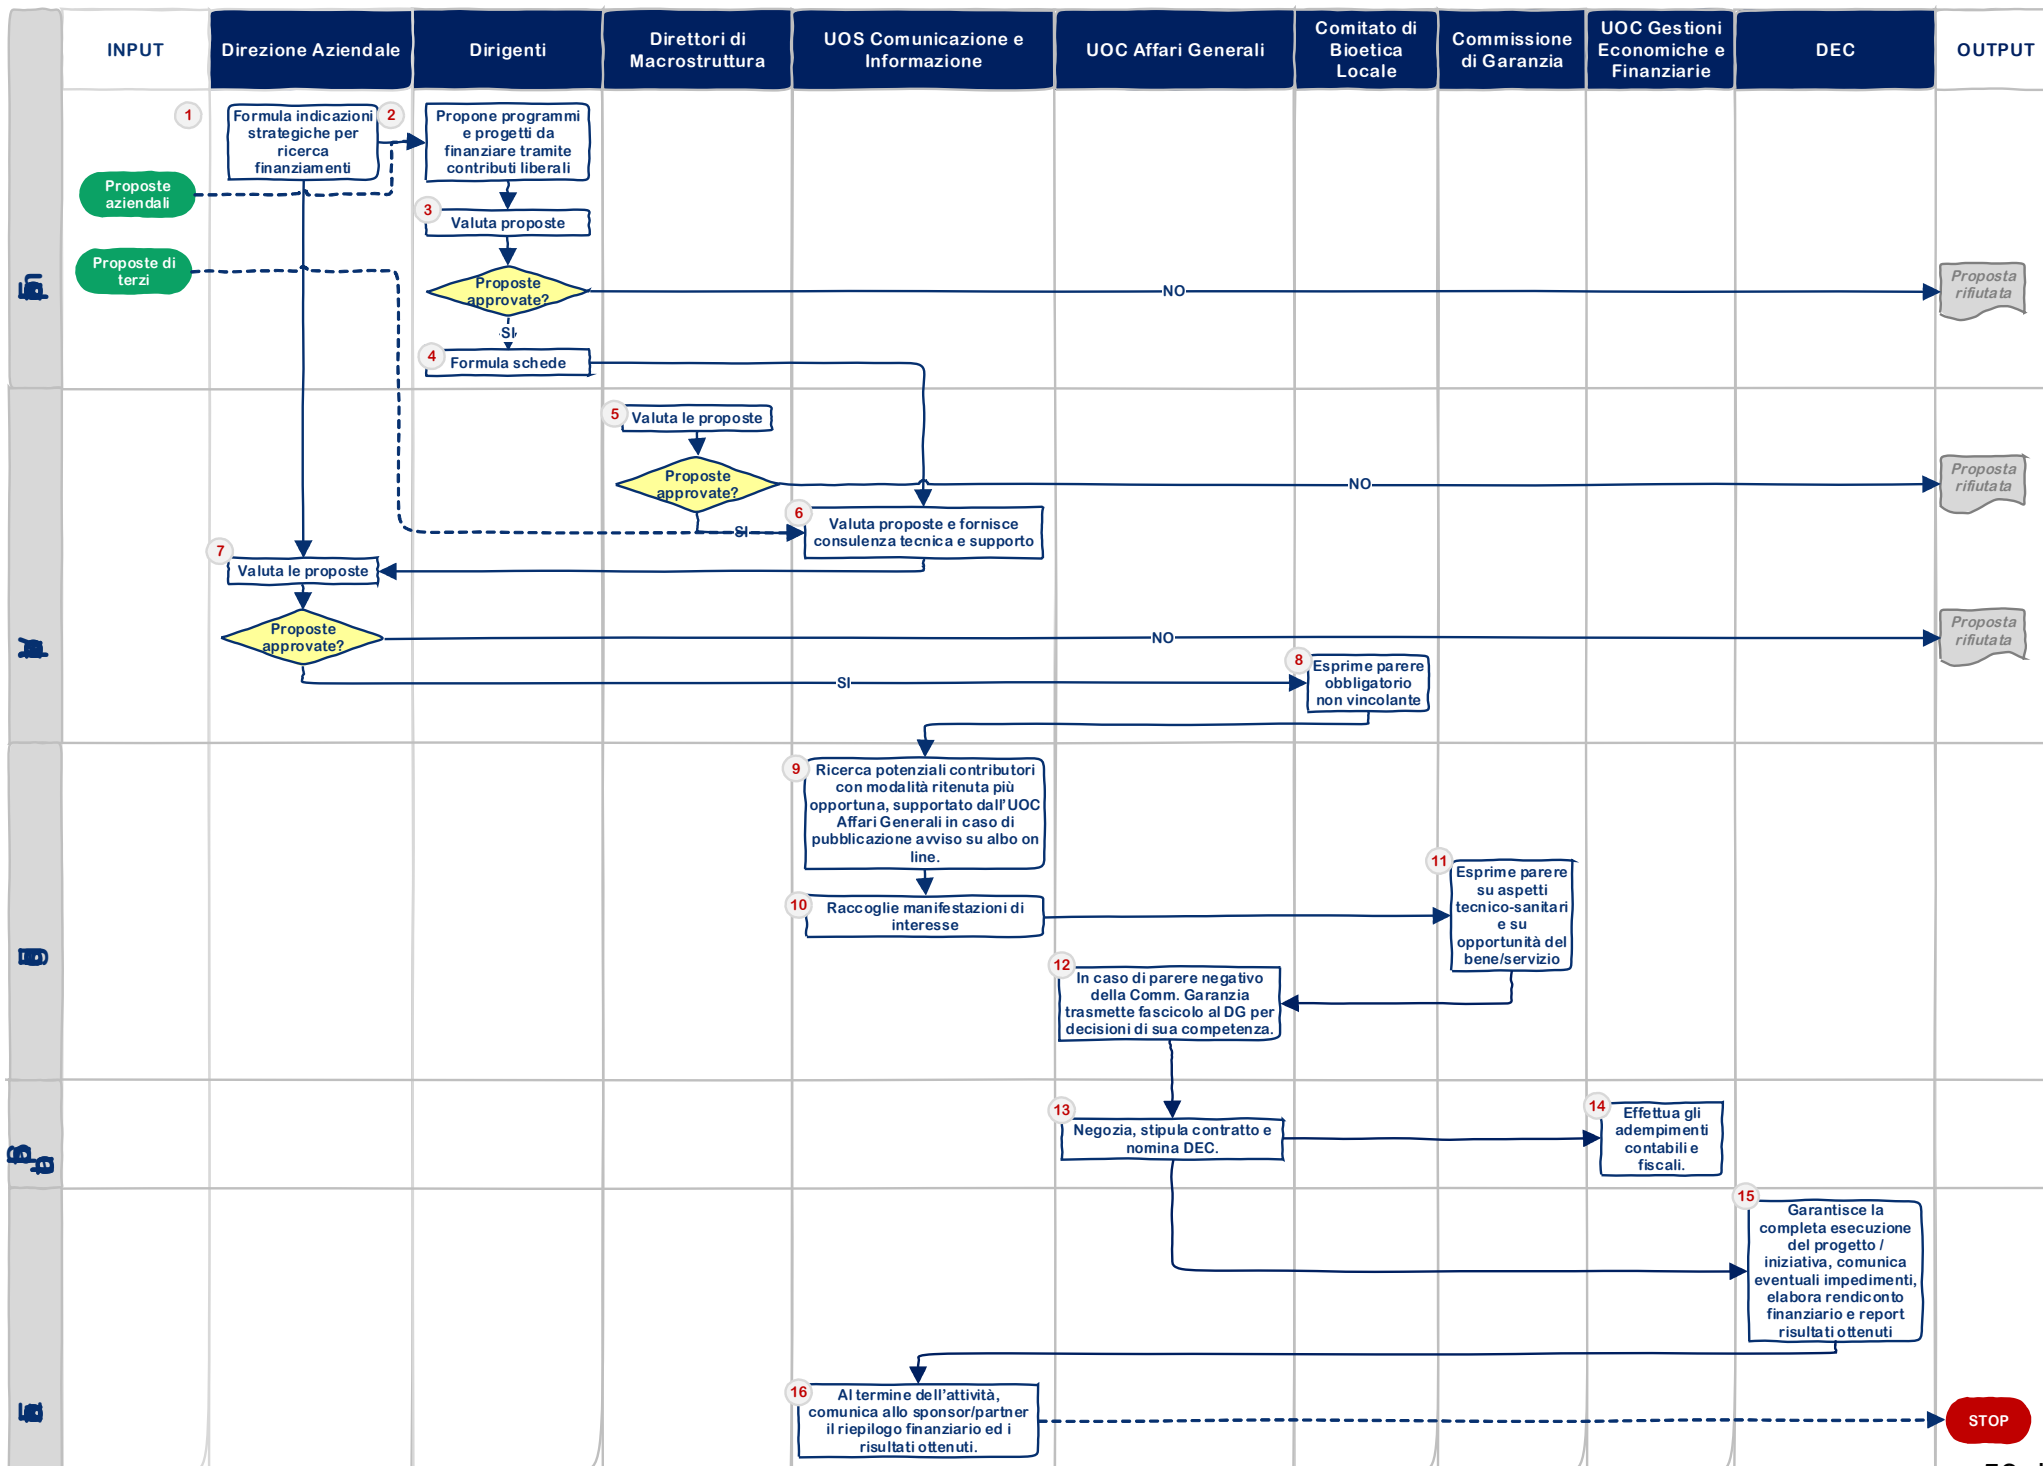 INPUT
Direzione Aziendale
Dirigenti
Direttori di
Macrostruttura
UOS Comunicazione e
Informazione
UOC Affari Generali
Comitato di
Bioetica
Locale
Commissione
di Garanzia
UOC Gestioni
Economiche e
Finanziarie
DEC
OUTPUT
1
Formula indicazioni
strategiche per
ricerca
finanziamenti
2
Propone programmi
e progetti da
finanziare tramite
contributi liberali
Proposte
aziendali
3
Valuta proposte
Proposte di
terzi
Proposte
approvate?
NO
Proposta
rifiutata
SI
4
Formula schede
5
Valuta le proposte
Proposte
approvate?
NO
Proposta
rifiutata
SI
6
Valuta proposte e fornisce
consulenza tecnica e supporto
7
Valuta le proposte
Proposte
approvate?
NO
Proposta
rifiutata
SI
8
Esprime parere
obbligatorio
non vincolante
9
Ricerca potenziali contributori
con modalità ritenuta più
opportuna, supportato dall'UOC
Affari Generali in caso di
pubblicazione avviso su albo on
line.
10
Raccoglie manifestazioni di
interesse
11
Esprime parere
su aspetti
tecnico-sanitari
e su
opportunità del
bene/servizio
12
In caso di parere negativo
della Comm. Garanzia
trasmette fascicolo al DG per
decisioni di sua competenza.
13
Negozia, stipula contratto e
nomina DEC.
14
Effettua gli
adempimenti
contabili e
fiscali.
15
Garantisce la
completa esecuzione
del progetto /
iniziativa, comunica
eventuali impedimenti,
elabora rendiconto
finanziario e report
risultati ottenuti
16
Al termine dell'attività,
comunica allo sponsor/partner
il riepilogo finanziario ed i
risultati ottenuti.
STOP